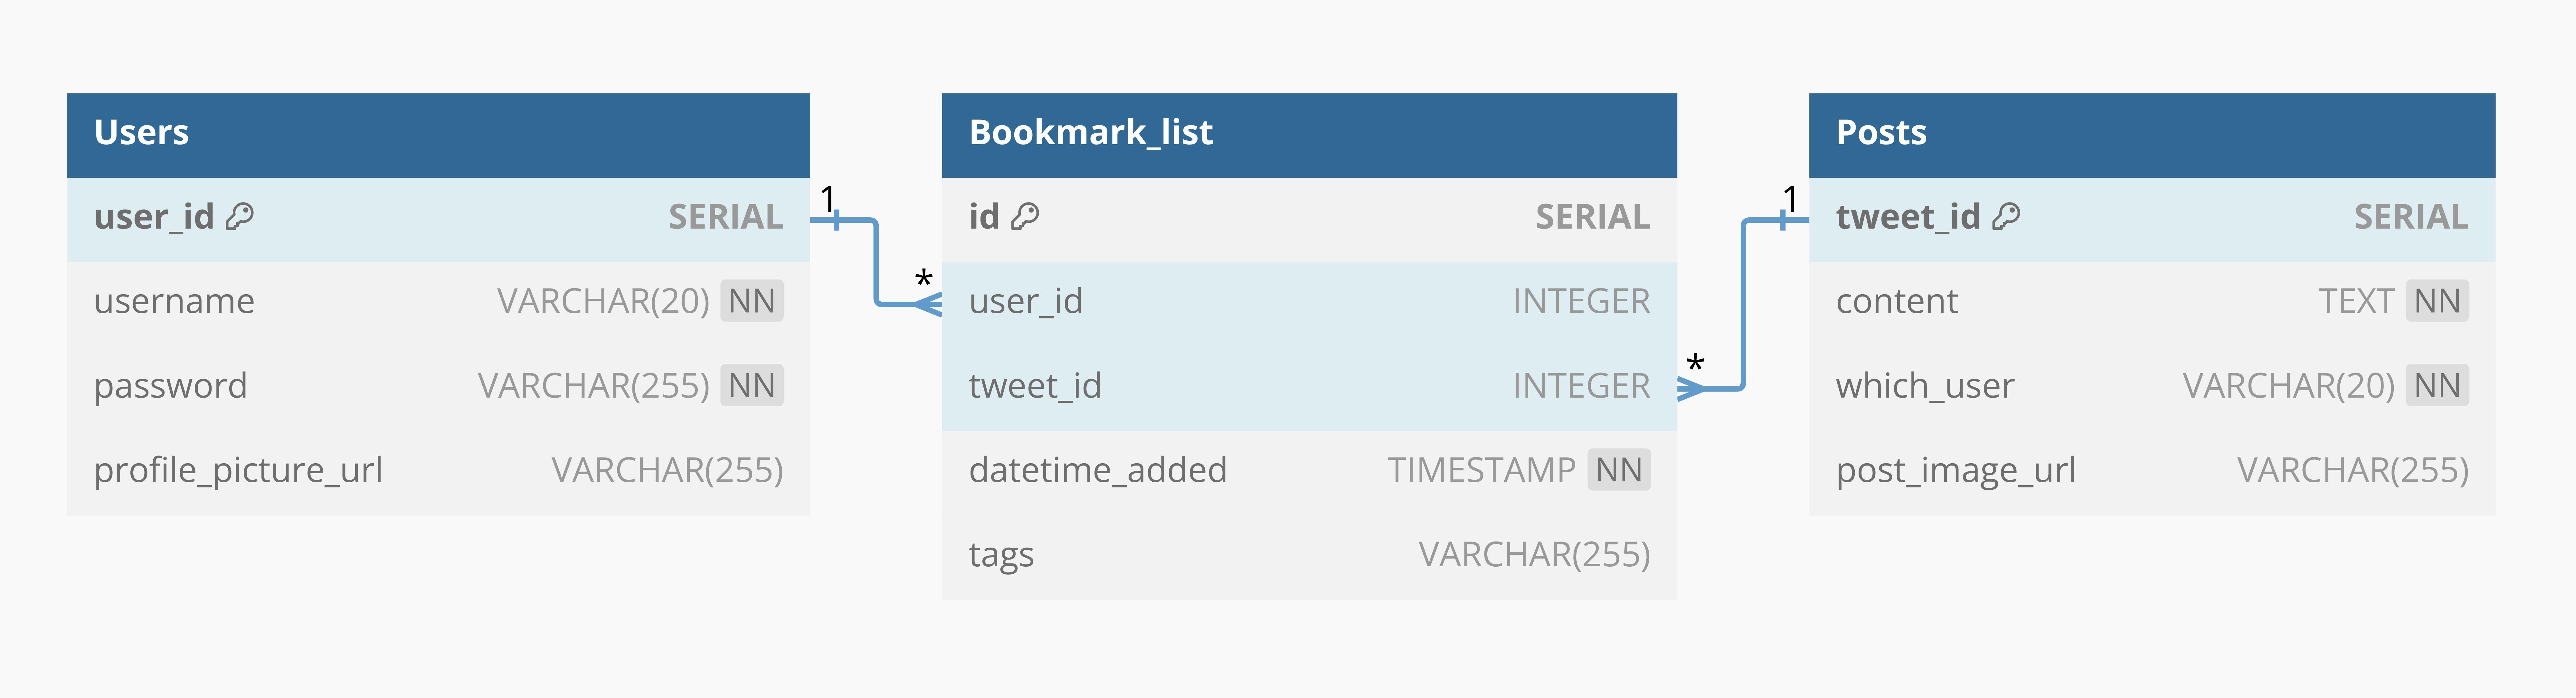 Users
user_id SERIAL
username VARCHAR(20) NN
password VARCHAR(255) NN
profile_picture_url VARCHAR(255)
1
*
Bookmark_list
id SERIAL
user_id INTEGER
tweet_id INTEGER
datetime_added TIMESTAMP NN
tags VARCHAR(255)
*
1
Posts
tweet_id SERIAL
content TEXT NN
which_user VARCHAR(20) NN
post_image_url VARCHAR(255)